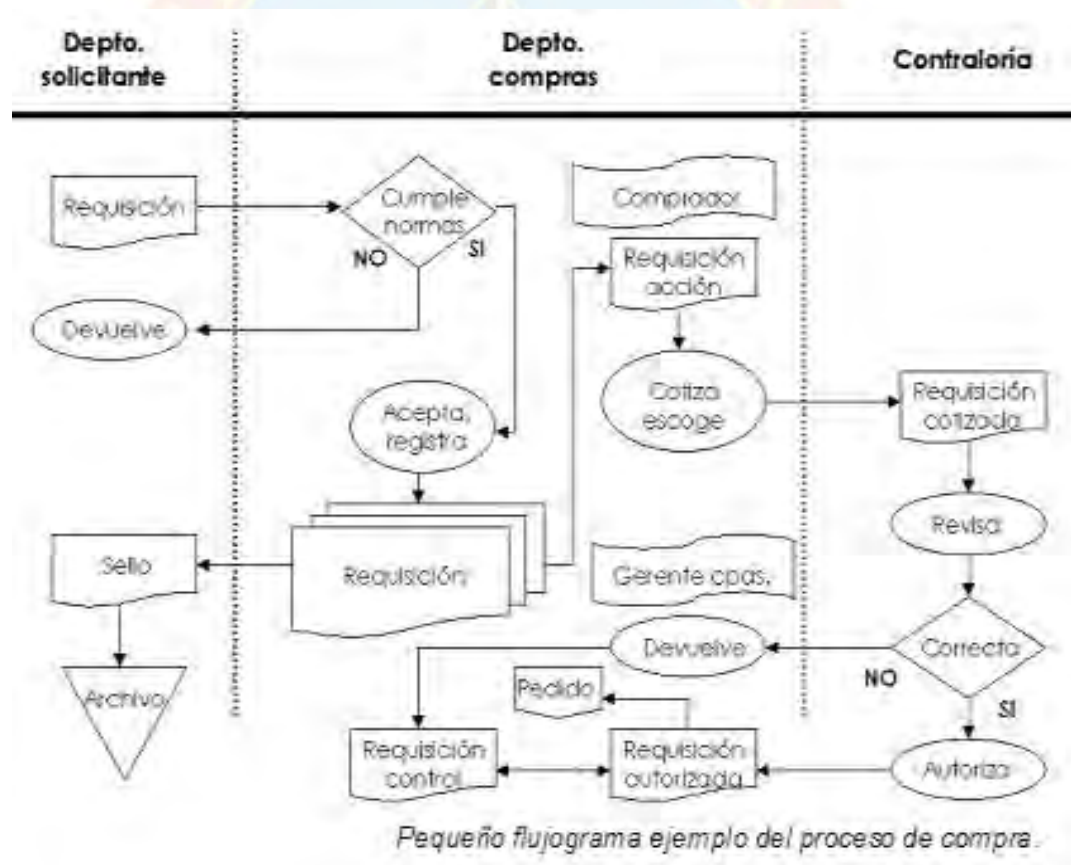 Depto.
solicitante
Depto.
compras
Contraloría
Requisición
Cumple
normas
NO
SI
Comprador
Requisición
acción
Devuelve
Acepta,
registra
Cotiza
escoge
Requisición
cotizada
Revisa
Sello
Requisición
Gerente cpas.
Devuelve
Correcta
NO
SI
Archivo
Pedido
Requisición
control
Requisición
autorizada
Autoriza
Pequeño flujograma ejemplo del proceso de compra.